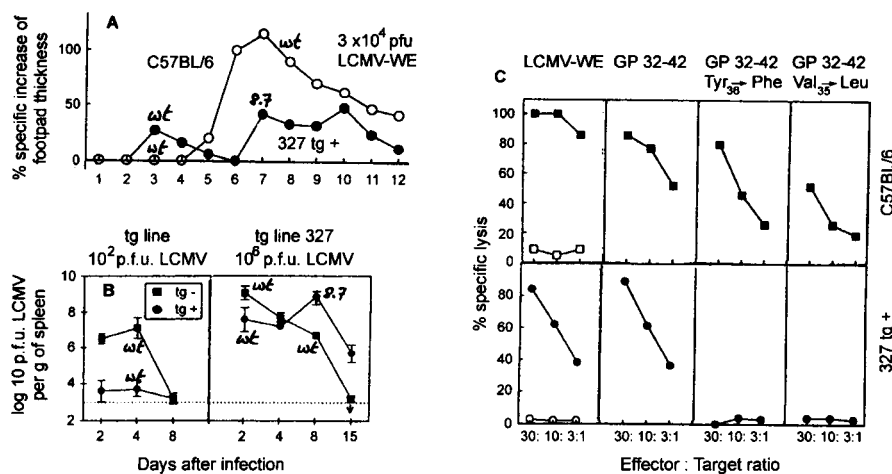 A
C57BL/6
wt
3 x10⁴ pfu
LCMV-WE
% specific increase of
footpad thickness
100
50
0
wt
wt
8.7
327 tg +
1 2 3 4 5 6 7 8 9 10 11 12
tg line
10² p.f.u. LCMV
tg line 327
10⁶ p.f.u. LCMV
B
tg -
tg +
log 10 p.f.u. LCMV
per g of spleen
10
8
6
4
2
wt
wt
wt
wt
8.7
2 4 8
2 4 8 15
Days after infection
C
LCMV-WE
GP 32-42
GP 32-42
Tyr₃₆→ Phe
GP 32-42
Val₃₅→ Leu
% specific lysis
100
80
60
40
20
0
C57BL/6
80
60
40
20
0
327 tg +
30: 10: 3:1
30: 10: 3:1
30: 10: 3:1
30: 10: 3:1
Effector : Target ratio